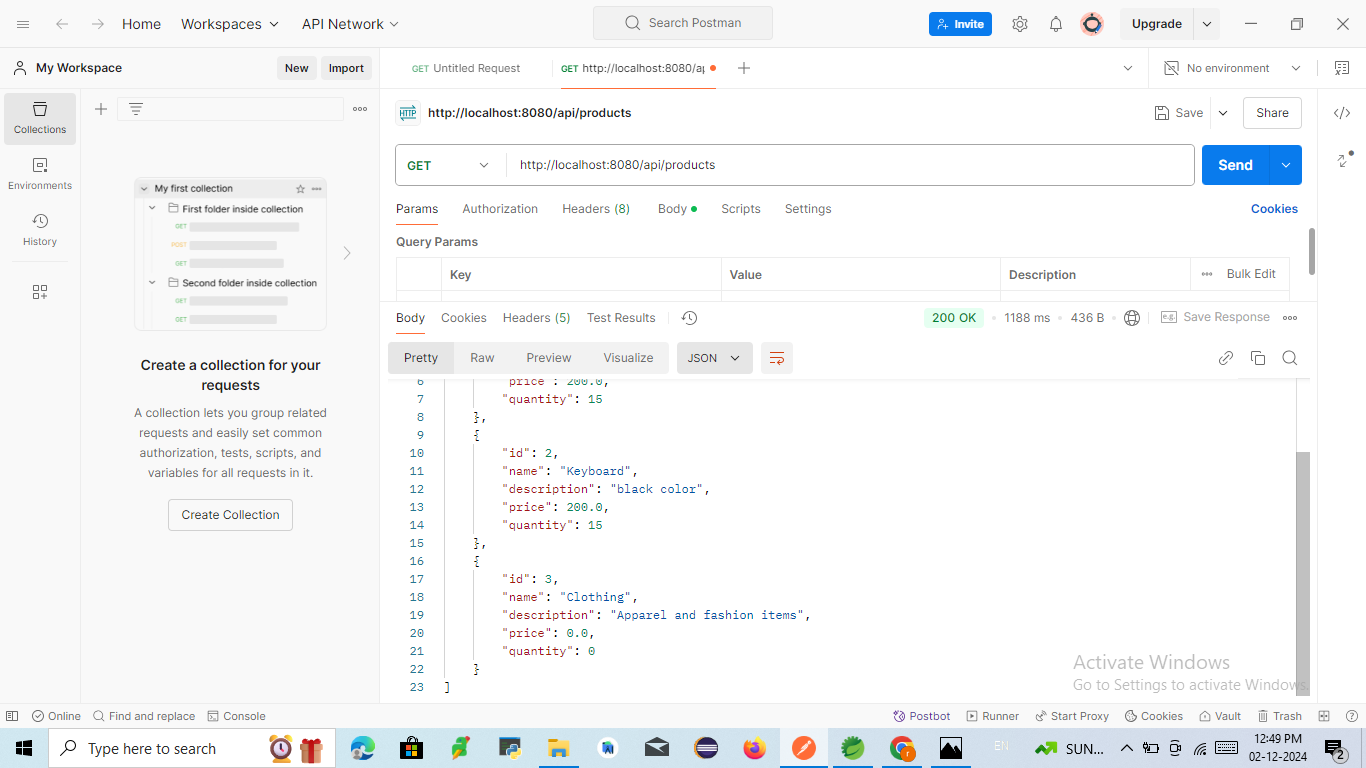 Home Workspaces API Network Search Postman Invite Upgrade
My Workspace New Import GET Untitled Request GET http://localhost:8080/ap No environment
Collections
Environments
History
My first collection
First folder inside collection
GET
POST
GET
Second folder inside collection
GET
GET
Create a collection for your
requests
A collection lets you group related
requests and easily set common
authorization, tests, scripts, and
variables for all requests in it.
Create Collection
HTTP http://localhost:8080/api/products Save Share
GET http://localhost:8080/api/products Send
Params Authorization Headers (8) Body Scripts Settings Cookies
Query Params
Key Value Description Bulk Edit
Body Cookies Headers (5) Test Results 200 OK 1188 ms 436 B e.g. Save Response
Pretty Raw Preview Visualize JSON
6 "price": 200.0,
7 "quantity": 15
8 },
9 {
10 "id": 2,
11 "name": "Keyboard",
12 "description": "black color",
13 "price": 200.0,
14 "quantity": 15
15 },
16 {
17 "id": 3,
18 "name": "Clothing",
19 "description": "Apparel and fashion items",
20 "price": 0.0,
21 "quantity": 0
22 }
23 ]
Activate Windows
Go to Settings to activate Windows.
Online Find and replace Console Postbot Runner Start Proxy Cookies Vault Trash
Type here to search EN SUN... 12:49 PM
02-12-2024 2